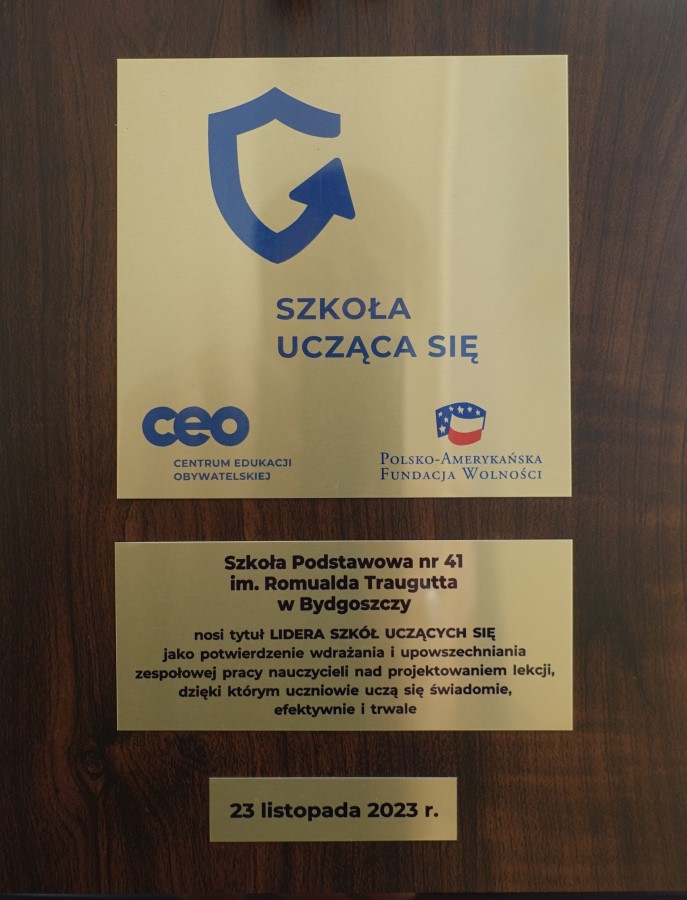 SZKOŁA
UCZĄCA SIĘ
ceo
CENTRUM EDUKACJI
OBYWATELSKIEJ
POLSKO-AMERYKAŃSKA
FUNDACJA WOLNOŚCI
Szkoła Podstawowa nr 41
im. Romualda Traugutta
w Bydgoszczy
nosi tytuł LIDERA SZKÓŁ UCZĄCYCH SIĘ
jako potwierdzenie wdrażania i upowszechniania
zespołowej pracy nauczycieli nad projektowaniem lekcji,
dzięki którym uczniowie uczą się świadomie,
efektywnie i trwale
23 listopada 2023 r.